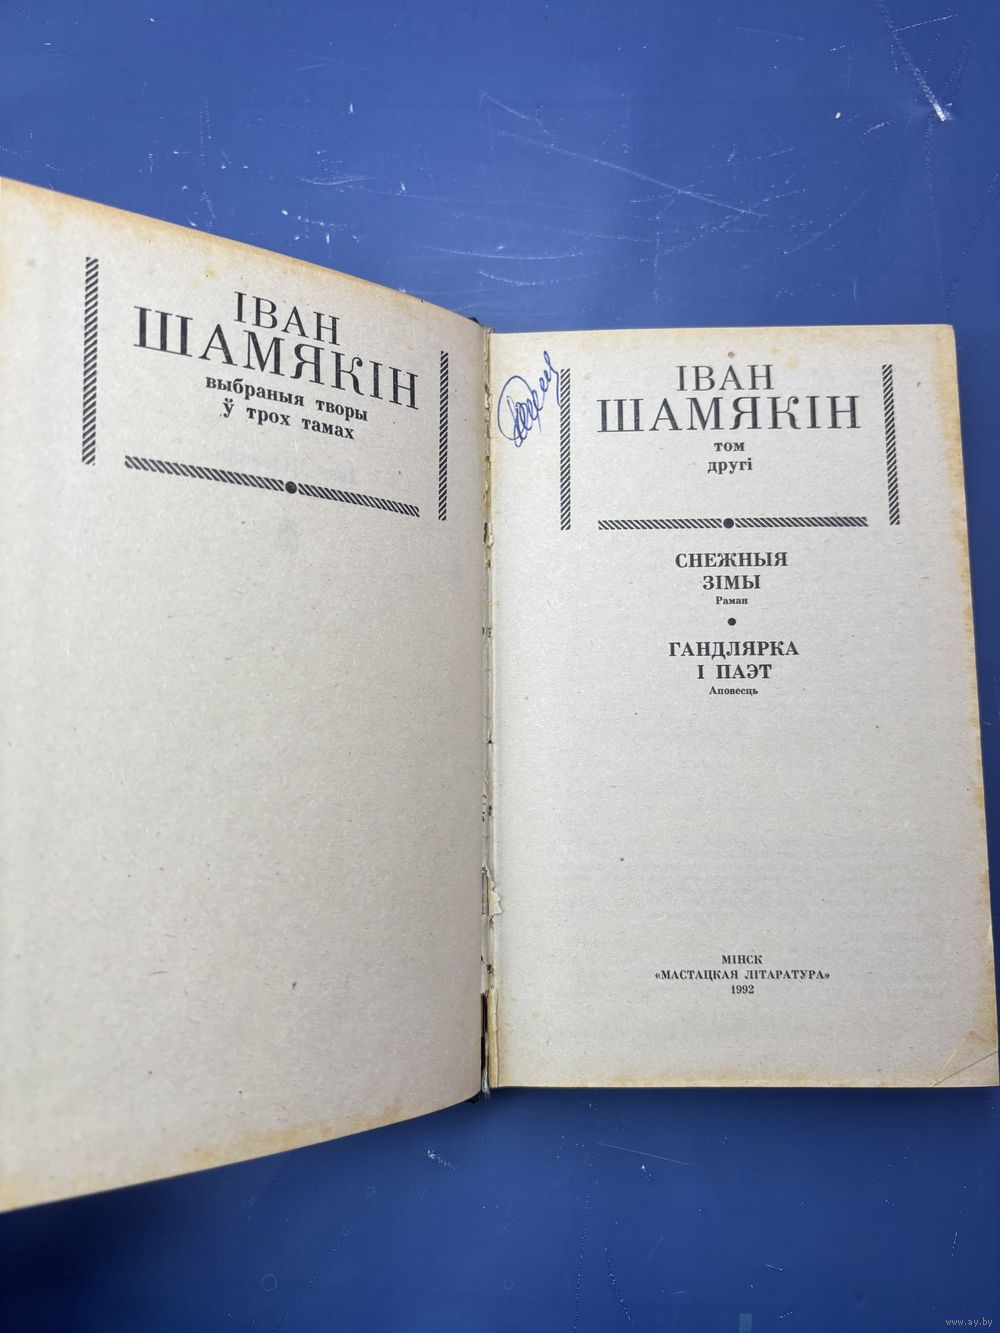 ІВАН
ШАМЯКІН
выбраныя творы
ў трох тамах
ІВАН
ШАМЯКІН
том
другі
СНЕЖНЫЯ
ЗІМЫ
Раман
ГАНДЛЯРКА
І ПАЭТ
Аповесць
МІНСК
«МАСТАЦКАЯ ЛІТАРАТУРА»
1992
www.ay.by